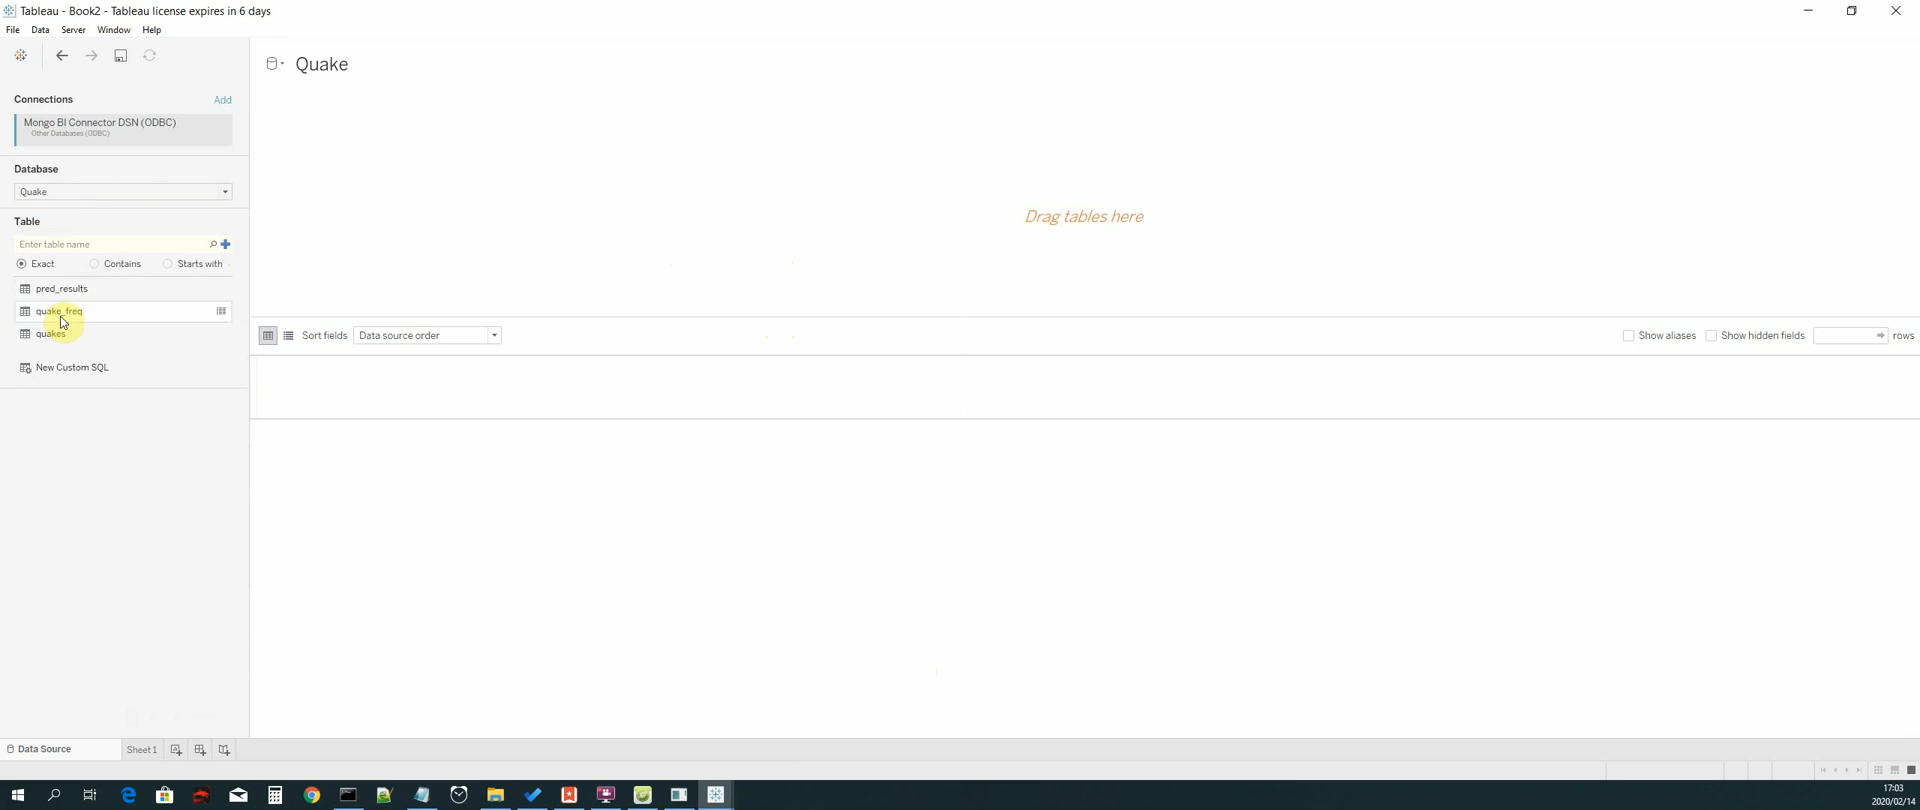 Tableau - Book2 - Tableau license expires in 6 days
File Data Server Window Help
Connections Add
Mongo BI Connector DSN (ODBC)
Other Databases (ODBC)
Database
Quake
Table
Enter table name
Exact Contains Starts with
pred_results
quake_freq
quakes
New Custom SQL
Quake
Drag tables here
Sort fields Data source order Show aliases Show hidden fields rows
Data Source Sheet 1
17:03
2020/02/14